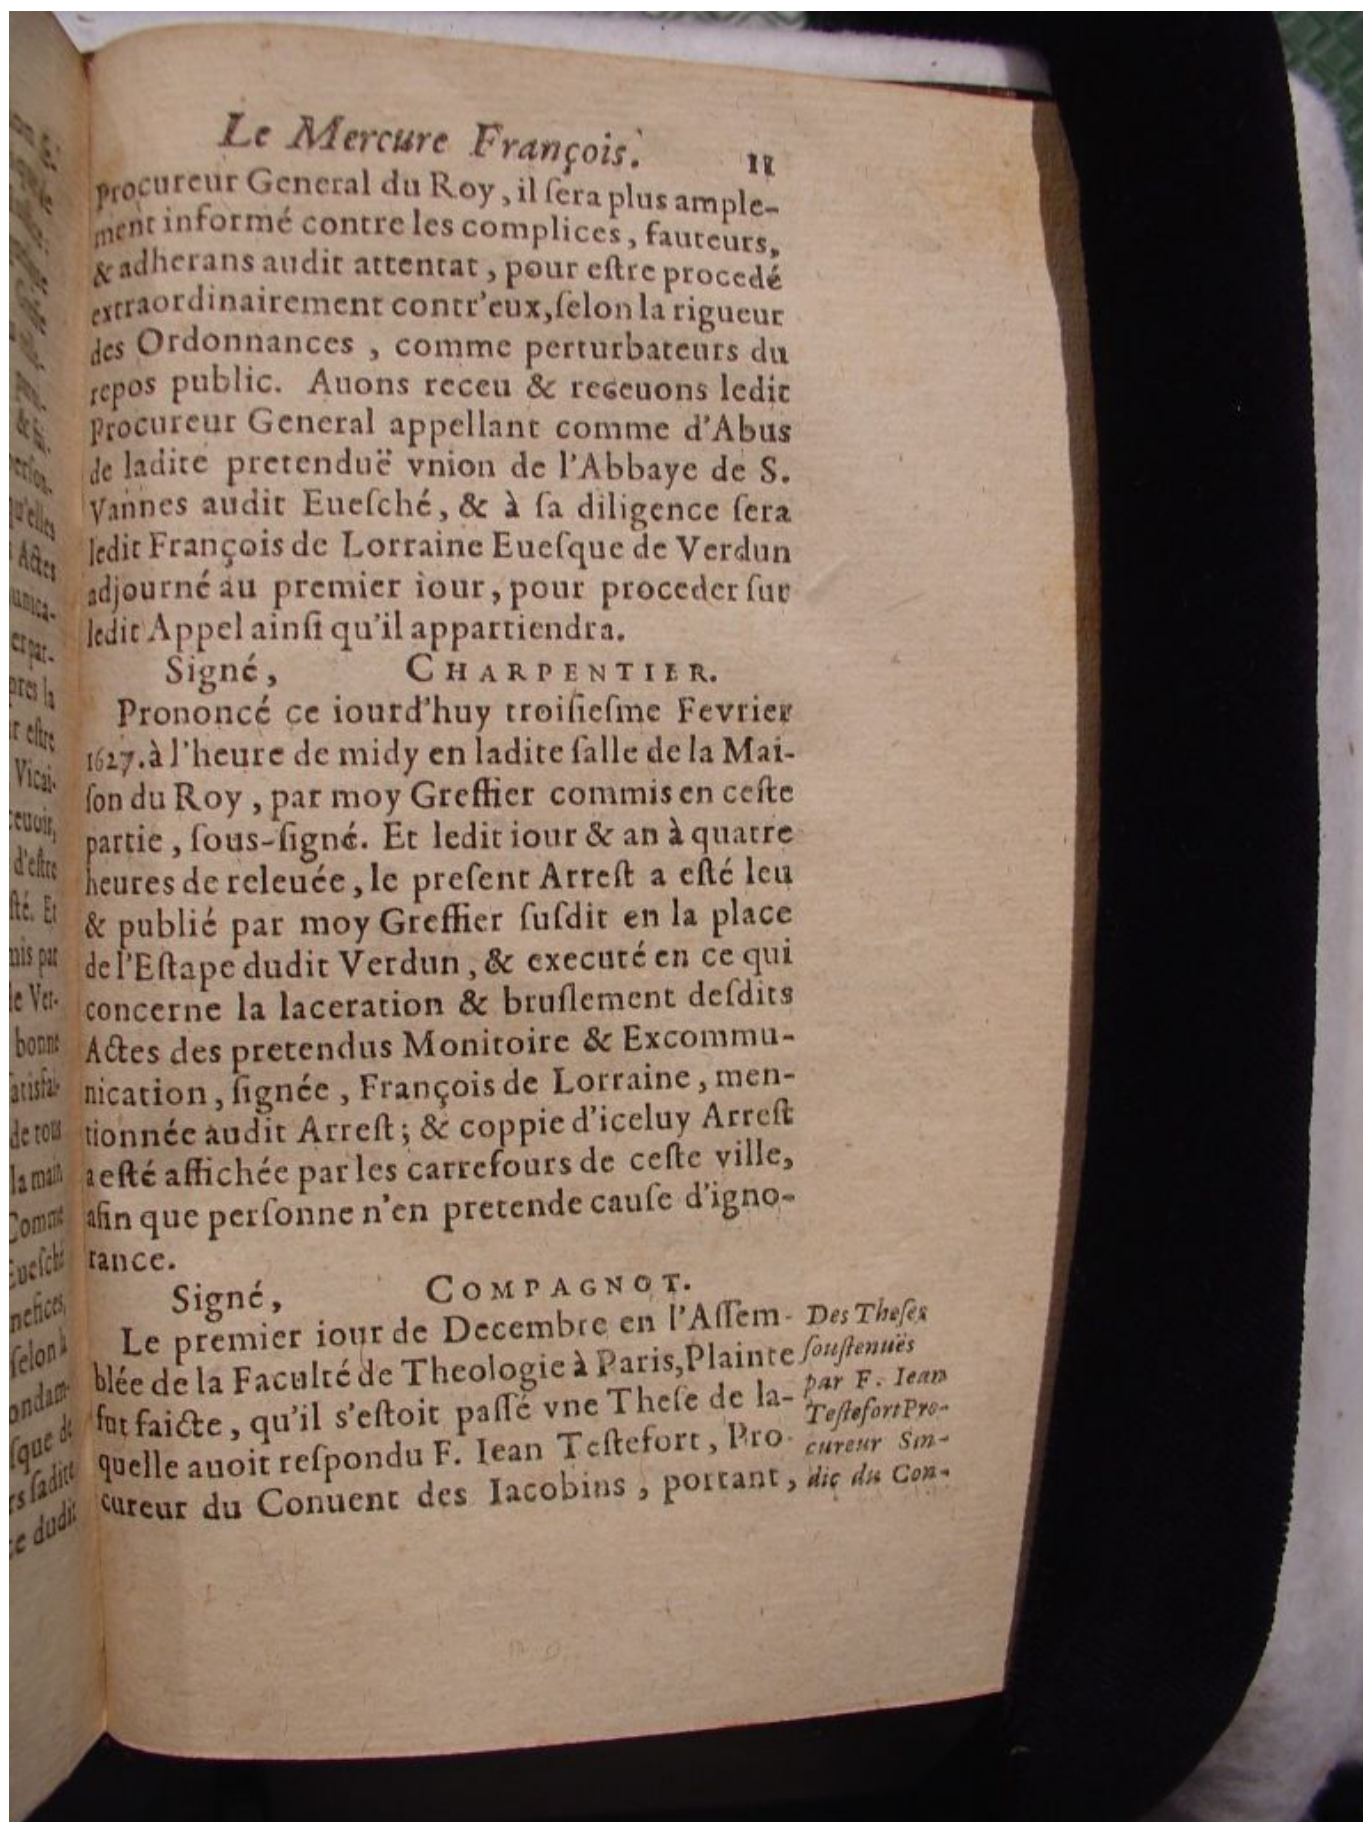 Le Mercure François. 11
Procureur General du Roy, il ſera plus ample-
ment informé contre les complices, fauteurs,
& adherans audit attentat, pour eſtre procedé
extraordinairement contr'eux, ſelon la rigueur
des Ordonnances, comme perturbateurs du
repos public. Auons receu & receuons ledit
Procureur General appellant comme d'Abus
de ladite pretenduë vnion de l'Abbaye de S.
Vannes audit Eueſché, & à ſa diligence ſera
ledit François de Lorraine Eueſque de Verdun
adjourné au premier iour, pour proceder ſur
ledit Appel ainſi qu'il appartiendra.
Signé, CHARPENTIER.
Prononcé ce iourd'huy troiſieſme Fevrier
1627. à l'heure de midy en ladite ſalle de la Mai-
ſon du Roy, par moy Greffier commis en ceſte
partie, ſous-ſigné. Et ledit iour & an à quatre
heures de releuée, le preſent Arreſt a eſté leu
& publié par moy Greffier ſuſdit en la place
de l'Eſtape dudit Verdun, & executé en ce qui
concerne la laceration & bruſlement deſdits
Actes des pretendus Monitoire & Excommu-
nication, ſignée, François de Lorraine, men-
tionnée audit Arreſt; & coppie d'iceluy Arreſt
a eſté affichée par les carrefours de ceſte ville,
afin que perſonne n'en pretende cauſe d'igno-
rance.
Signé, COMPAGNOT.
Le premier iour de Decembre en l'Aſſem-
blée de la Faculté de Theologie à Paris, Plainte
fut faicte, qu'il s'eſtoit paſſé vne Theſe de la-
quelle auoit reſpondu F. Iean Teſtefort, Pro-
cureur du Conuent des Iacobins, portant,
Des Theſes
ſouſtenuës
par F. Iean
Teſtefort Pro-
cureur Sin-
dic du Con-